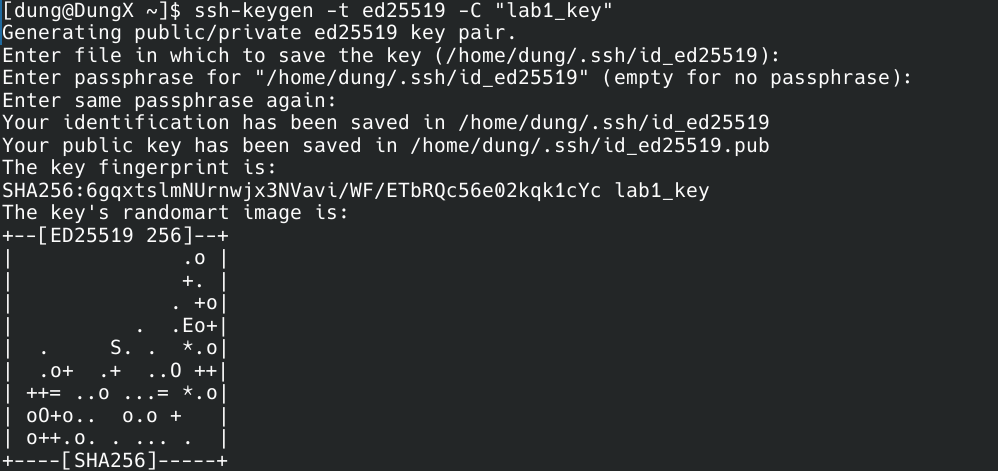 [dung@DungX ~]$ ssh-keygen -t ed25519 -C "lab1_key"
Generating public/private ed25519 key pair.
Enter file in which to save the key (/home/dung/.ssh/id_ed25519):
Enter passphrase for "/home/dung/.ssh/id_ed25519" (empty for no passphrase):
Enter same passphrase again:
Your identification has been saved in /home/dung/.ssh/id_ed25519
Your public key has been saved in /home/dung/.ssh/id_ed25519.pub
The key fingerprint is:
SHA256:6gqxtslmNUrnwjx3NVavi/WF/ETbRQc56e02kqk1cYc lab1_key
The key's randomart image is:
+--[ED25519 256]--+
|              .o |
|              +. |
|             . +o|
|          .  .Eo+|
|  .     S. .  *.o|
|  .o+  .+  ..O ++|
| ++= ..o ...= *.o|
| oO+o..  o.o +   |
| o++.o. . ... .  |
+----[SHA256]-----+